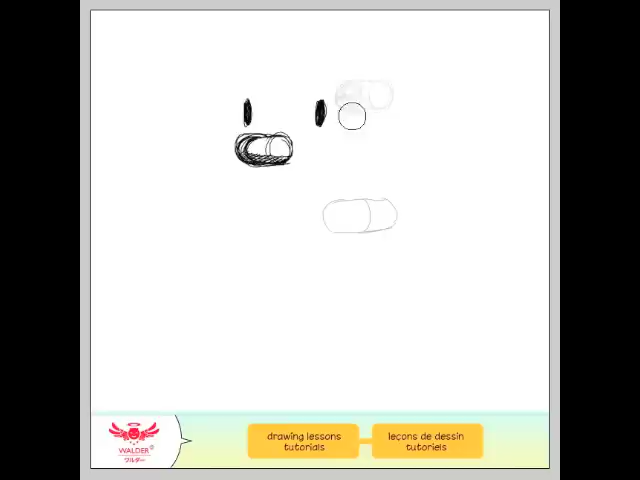 WALDER®
ワルダー
drawing lessons
tutorials
leçons de dessin
tutoriels